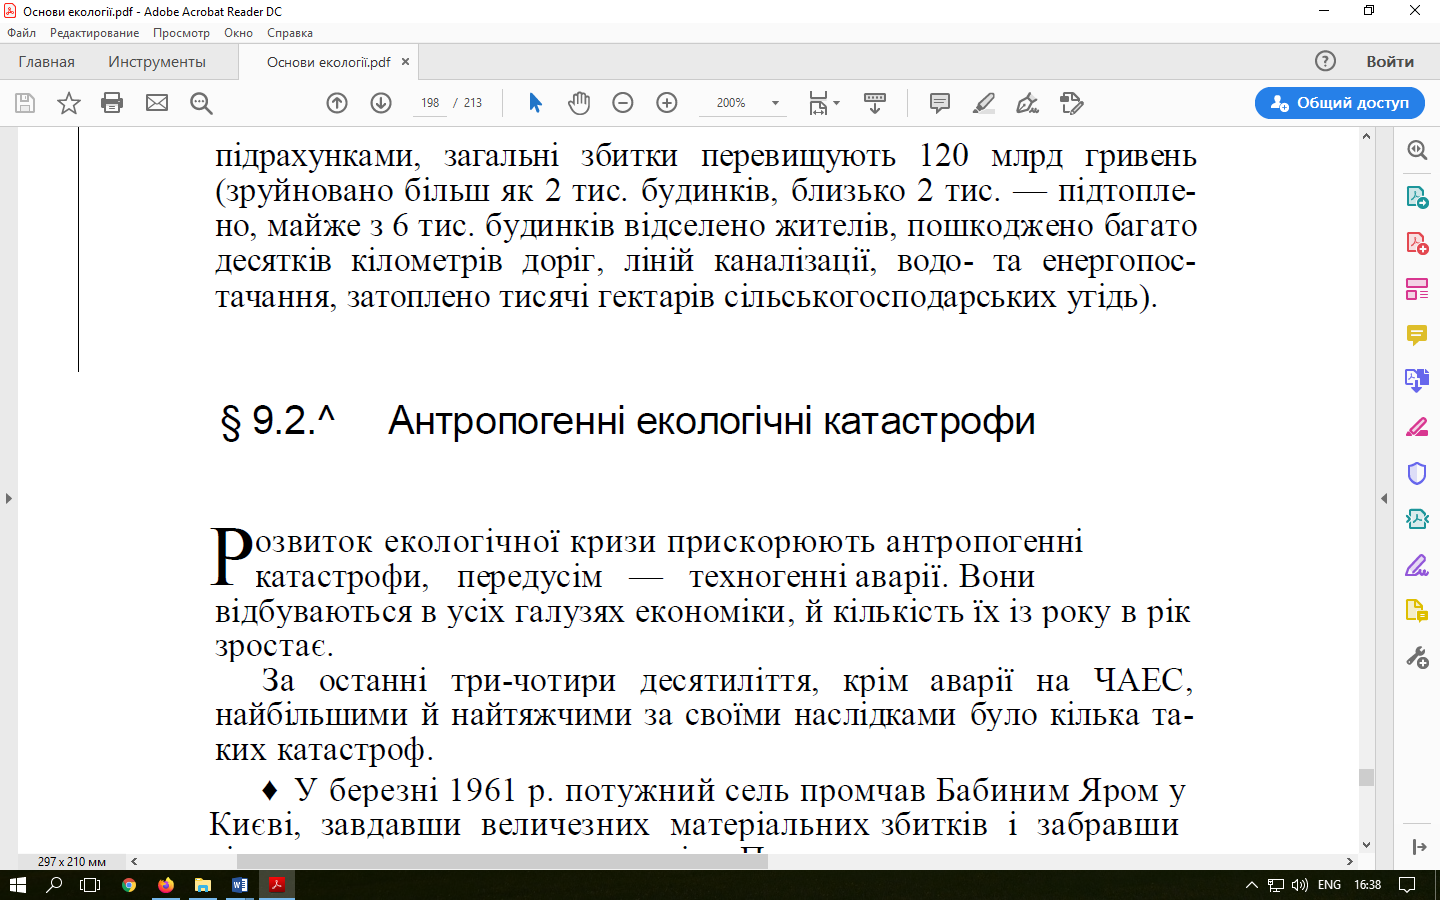 Основи екології.pdf - Adobe Acrobat Reader DC
Файл Редактирование Просмотр Окно Справка
Главная Инструменты Основи екології.pdf × Войти
198 / 213 200% Общий доступ
підрахунками, загальні збитки перевищують 120 млрд гривень
(зруйновано більш як 2 тис. будинків, близько 2 тис. — підтопле-
но, майже з 6 тис. будинків відселено жителів, пошкоджено багато
десятків кілометрів доріг, ліній каналізації, водо- та енергопос-
тачання, затоплено тисячі гектарів сільськогосподарських угідь).
§ 9.2.^ Антропогенні екологічні катастрофи
Розвиток екологічної кризи прискорюють антропогенні
катастрофи, передусім — техногенні аварії. Вони
відбуваються в усіх галузях економіки, й кількість їх із року в рік
зростає.
За останні три-чотири десятиліття, крім аварії на ЧАЕС,
найбільшими й найтяжчими за своїми наслідками було кілька та-
ких катастроф.
♦ У березні 1961 р. потужний сель промчав Бабиним Яром у
Києві, завдавши величезних матеріальних збитків і забравши
297 x 210 мм
ENG 16:38